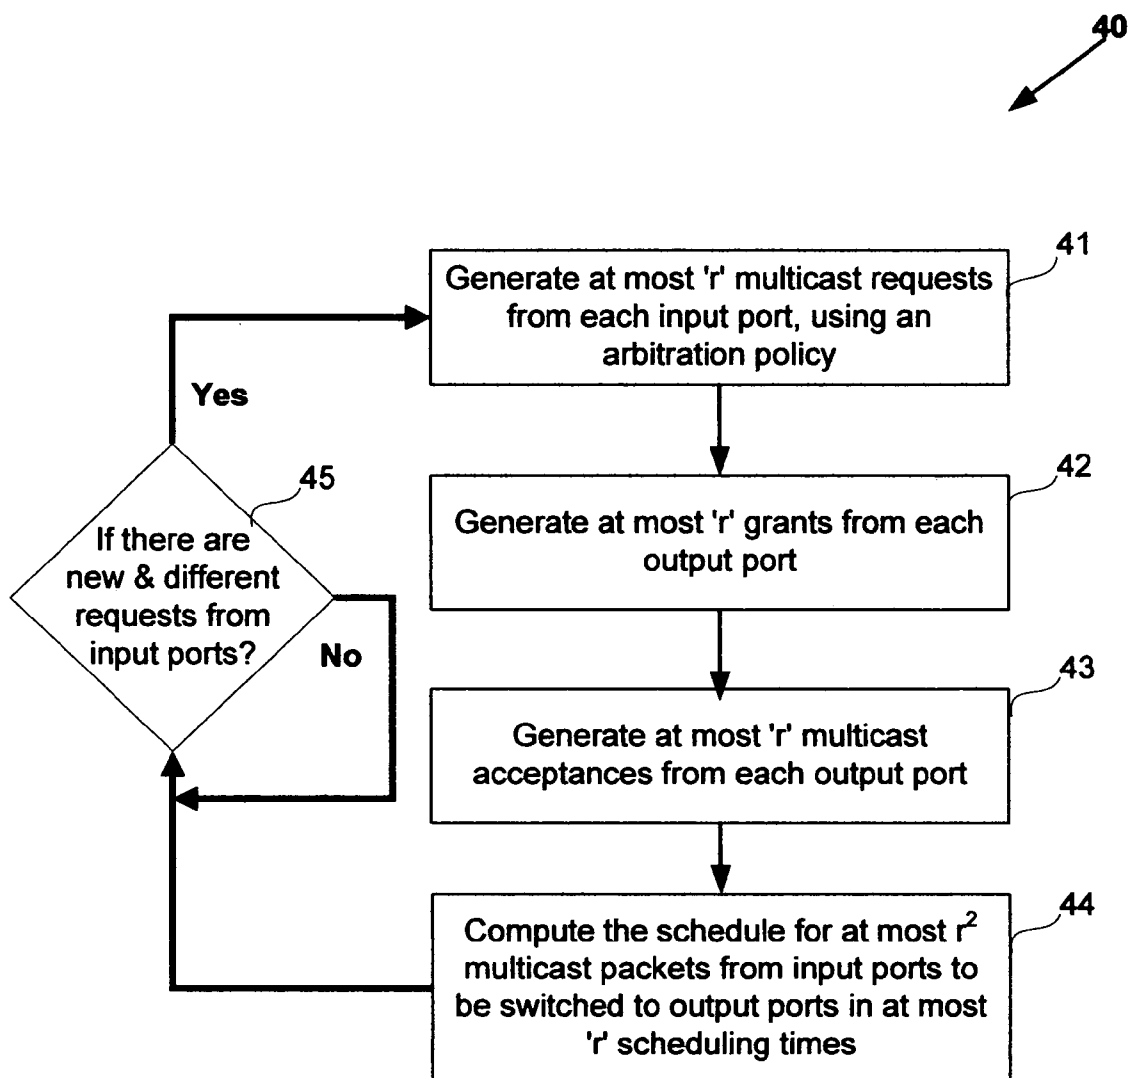 40
41
Generate at most 'r' multicast requests
from each input port, using an
arbitration policy
Yes
42
Generate at most 'r' grants from each
output port
45
If there are
new & different
requests from
input ports?
No
43
Generate at most 'r' multicast
acceptances from each output port
44
Compute the schedule for at most r²
multicast packets from input ports to
be switched to output ports in at most
'r' scheduling times